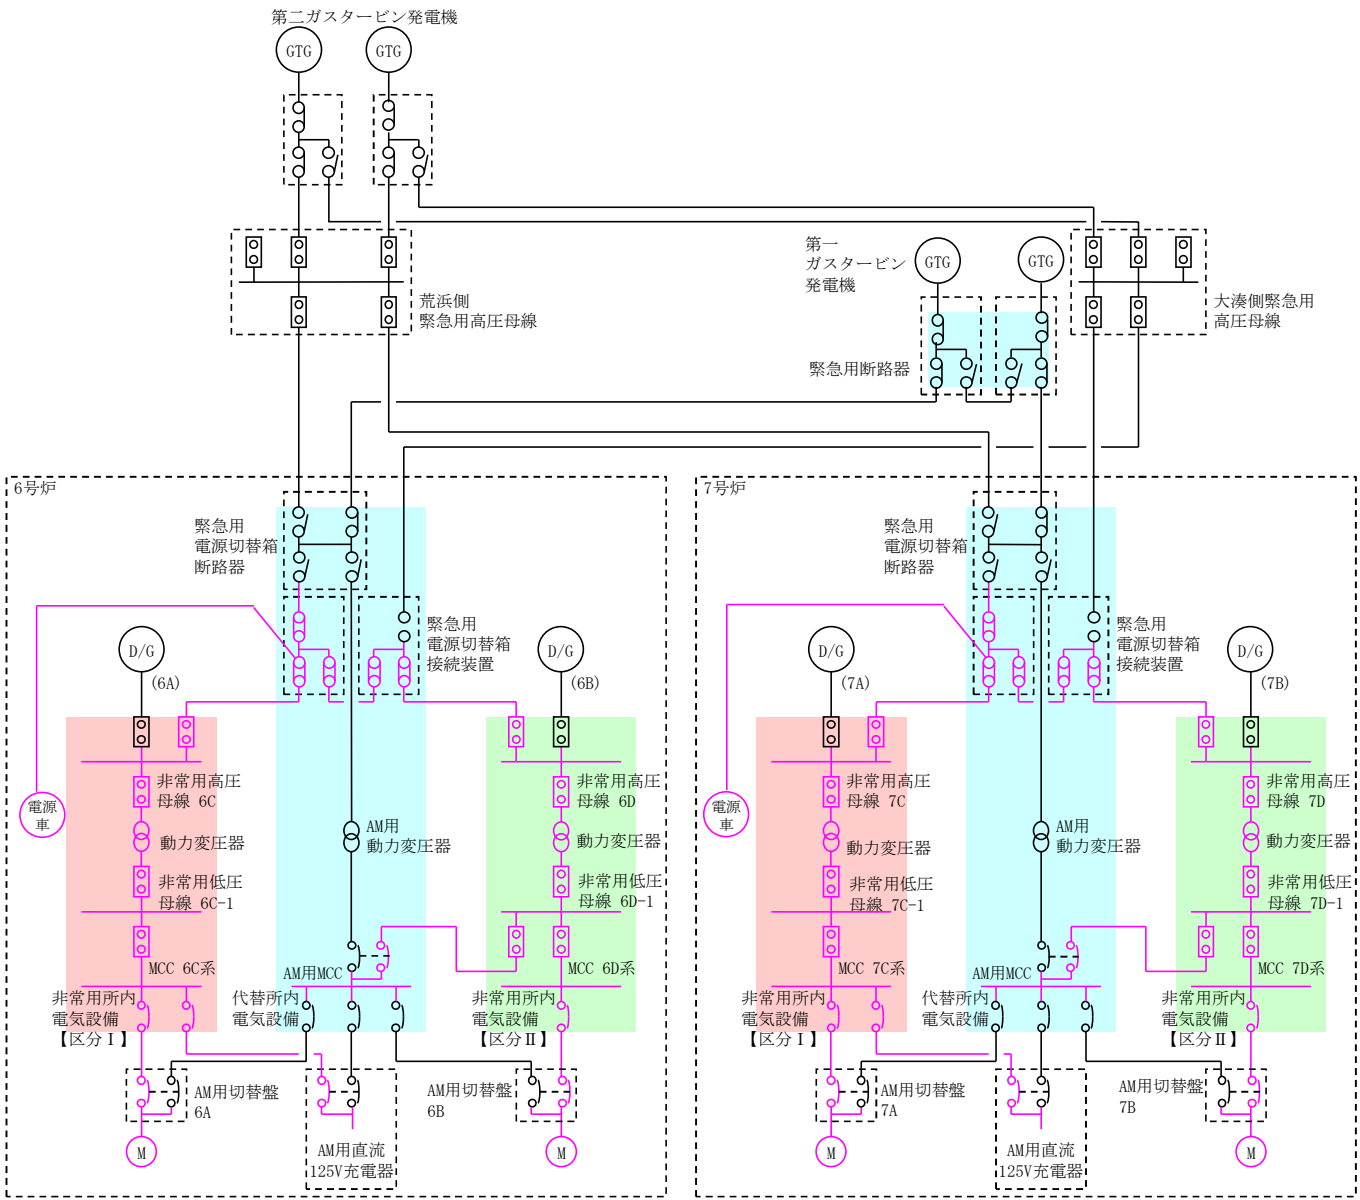 第二ガスタービン発電機
GTG
GTG
第一
ガスタービン
発電機
GTG
GTG
荒浜側
緊急用高圧母線
大湊側緊急用
高圧母線
緊急用断路器
6号炉
緊急用
電源切替箱
断路器
緊急用
電源切替箱
接続装置
D/G
(6A)
D/G
(6B)
電源
車
非常用高圧
母線 6C
動力変圧器
非常用低圧
母線 6C-1
MCC 6C系
AM用
動力変圧器
非常用高圧
母線 6D
動力変圧器
非常用低圧
母線 6D-1
MCC 6D系
AM用MCC
非常用所内
電気設備
【区分Ⅰ】
代替所内
電気設備
非常用所内
電気設備
【区分Ⅱ】
AM用切替盤
6A
AM用切替盤
6B
M
AM用直流
125V充電器
M
7号炉
緊急用
電源切替箱
断路器
緊急用
電源切替箱
接続装置
D/G
(7A)
D/G
(7B)
電源
車
非常用高圧
母線 7C
動力変圧器
非常用低圧
母線 7C-1
MCC 7C系
AM用
動力変圧器
非常用高圧
母線 7D
動力変圧器
非常用低圧
母線 7D-1
MCC 7D系
AM用MCC
非常用所内
電気設備
【区分Ⅰ】
代替所内
電気設備
非常用所内
電気設備
【区分Ⅱ】
AM用切替盤
7A
AM用切替盤
7B
M
AM用直流
125V充電器
M